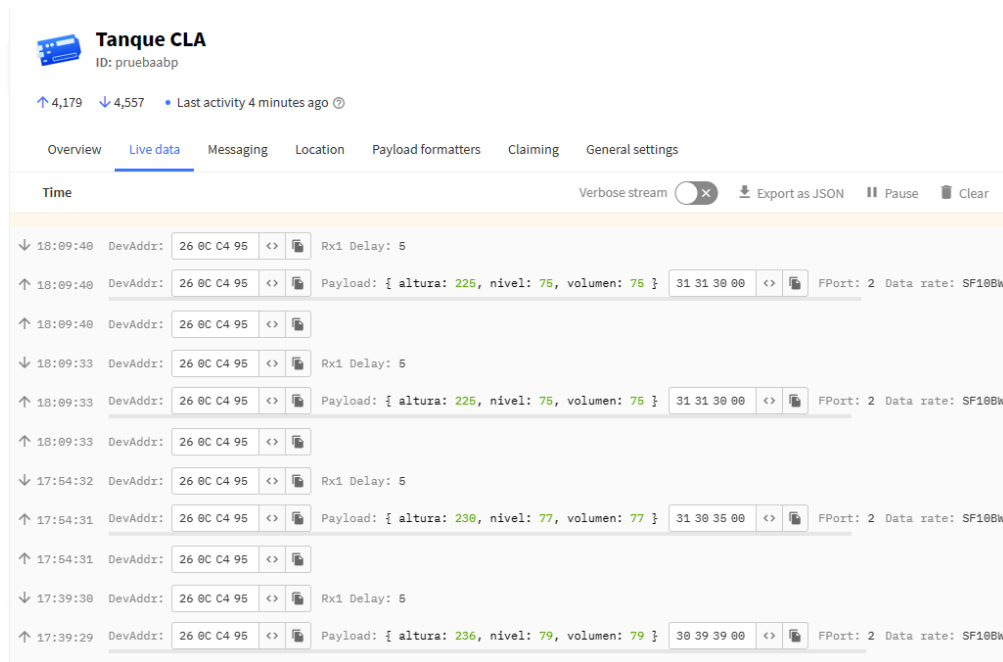 Tanque CLA
ID: pruebaabp
4,179 4,557 • Last activity 4 minutes ago
Overview Live data Messaging Location Payload formatters Claiming General settings
Time Verbose stream Export as JSON Pause Clear
18:09:40 DevAddr: 26 0C C4 95 <> Rx1 Delay: 5
18:09:40 DevAddr: 26 0C C4 95 <> Payload: { altura: 225, nivel: 75, volumen: 75 } 31 31 30 00 <> FPort: 2 Data rate: SF10BW
18:09:40 DevAddr: 26 0C C4 95 <>
18:09:33 DevAddr: 26 0C C4 95 <> Rx1 Delay: 5
18:09:33 DevAddr: 26 0C C4 95 <> Payload: { altura: 225, nivel: 75, volumen: 75 } 31 31 30 00 <> FPort: 2 Data rate: SF10BW
18:09:33 DevAddr: 26 0C C4 95 <>
17:54:32 DevAddr: 26 0C C4 95 <> Rx1 Delay: 5
17:54:31 DevAddr: 26 0C C4 95 <> Payload: { altura: 230, nivel: 77, volumen: 77 } 31 30 35 00 <> FPort: 2 Data rate: SF10BW
17:54:31 DevAddr: 26 0C C4 95 <>
17:39:30 DevAddr: 26 0C C4 95 <> Rx1 Delay: 5
17:39:29 DevAddr: 26 0C C4 95 <> Payload: { altura: 236, nivel: 79, volumen: 79 } 30 39 39 00 <> FPort: 2 Data rate: SF10BW